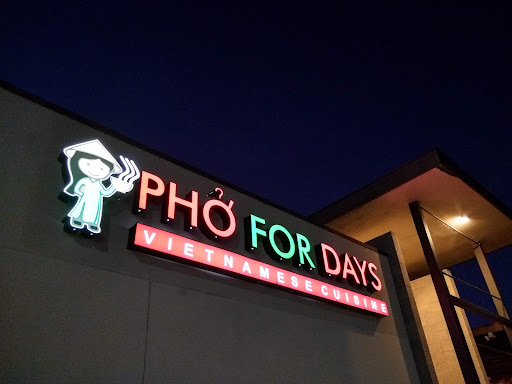 PHỞ FOR DAYS
VIETNAMESE CUISINE